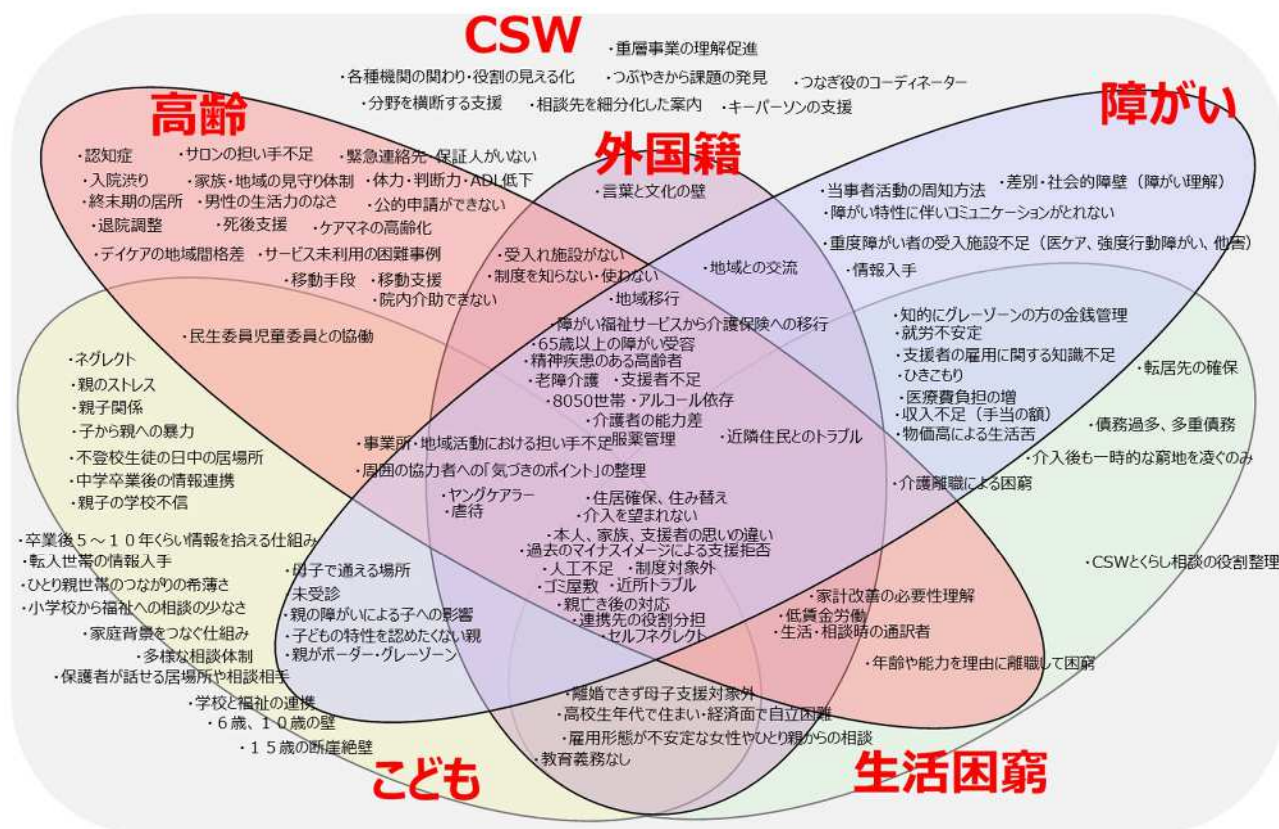 CSW
・重層事業の理解促進
・各種機関の関わり・役割の見える化
・つぶやきから課題の発見
・つなぎ役のコーディネーター
・分野を横断する支援
・相談先を細分化した案内
・キーパーソンの支援
高齢
・認知症
・サロンの担い手不足
・緊急連絡先・保証人がいない
・入院渋り
・家族・地域の見守り体制
・体力・判断力・ADL低下
・終末期の居所
・男性の生活力のなさ
・公的申請ができない
・退院調整
・死後支援
・ケアマネの高齢化
・デイケアの地域間格差
・サービス未利用の困難事例
・移動手段
・移動支援
・院内介助できない
・民生委員児童委員との協働
外国籍
・言葉と文化の壁
・受入れ施設がない
・制度を知らない・使わない
・地域との交流
・地域移行
障がい
・当事者活動の周知方法
・差別・社会的障壁（障がい理解）
・障がい特性に伴いコミュニケーションがとれない
・重度障がい者の受入施設不足（医ケア、強度行動障がい、他害）
・情報入手
・障がい福祉サービスから介護保険への移行
・65歳以上の障がい受容
・精神疾患のある高齢者
・老障介護
・支援者不足
・8050世帯
・アルコール依存
・介護者の能力差
・服薬管理
・近隣住民とのトラブル
・事業所・地域活動における担い手不足
・周囲の協力者への「気づきのポイント」の整理
・知的にグレーゾーンの方の金銭管理
・就労不安定
・支援者の雇用に関する知識不足
・ひきこもり
・医療費負担の増
・収入不足（手当の額）
・物価高による生活苦
・転居先の確保
・債務過多、多重債務
・介入後も一時的な窮地を凌ぐのみ
・介護離職による困窮
・CSWとくらし相談の役割整理
・ネグレクト
・親のストレス
・親子関係
・子から親への暴力
・不登校生徒の日中の居場所
・中学卒業後の情報連携
・親子の学校不信
・ヤングケアラー
・虐待
・住居確保、住み替え
・介入を望まれない
・本人、家族、支援者の思いの違い
・過去のマイナスイメージによる支援拒否
・人工不足
・制度対象外
・ゴミ屋敷
・近所トラブル
・親亡き後の対応
・連携先の役割分担
・セルフネグレクト
・卒業後５～１０年くらい情報を拾える仕組み
・転入世帯の情報入手
・ひとり親世帯のつながりの希薄さ
・小学校から福祉への相談の少なさ
・家庭背景をつなぐ仕組み
・多様な相談体制
・保護者が話せる居場所や相談相手
・学校と福祉の連携
・６歳、１０歳の壁
・１５歳の断崖絶壁
・母子で通える場所
未受診
・親の障がいによる子への影響
・子どもの特性を認めたくない親
・親がボーダー・グレーゾーン
・家計改善の必要性理解
・低賃金労働
・生活・相談時の通訳者
・年齢や能力を理由に離職して困窮
・離婚できず母子支援対象外
・高校生年代で住まい・経済面で自立困難
・雇用形態が不安定な女性やひとり親からの相談
・教育義務なし
こども
生活困窮